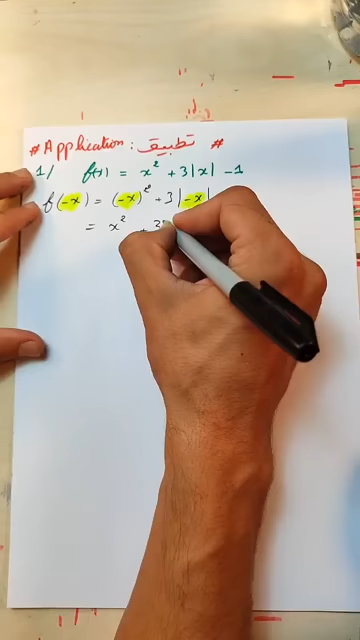 # Application : تطبيق #
1/ f(x) = x² + 3|x| - 1
f(-x) = (-x)² + 3|-x|
= x² + 3